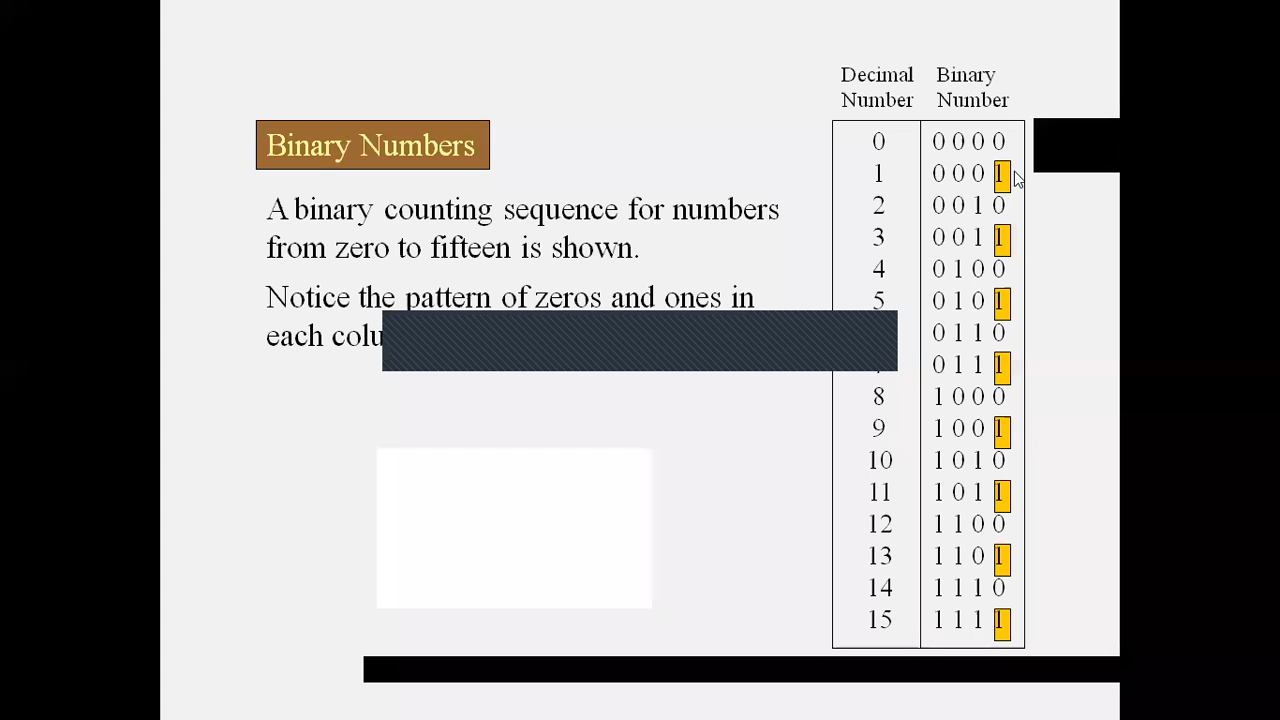 Decimal Binary
Number Number
Binary Numbers
A binary counting sequence for numbers
from zero to fifteen is shown.
Notice the pattern of zeros and ones in
each
0 0 0 0 0
1 0 0 0 1
2 0 0 1 0
3 0 0 1 1
4 0 1 0 0
5 0 1 0 1
0 1 1 0
0 1 1 1
8 1 0 0 0
9 1 0 0 1
10 1 0 1 0
11 1 0 1 1
12 1 1 0 0
13 1 1 0 1
14 1 1 1 0
15 1 1 1 1